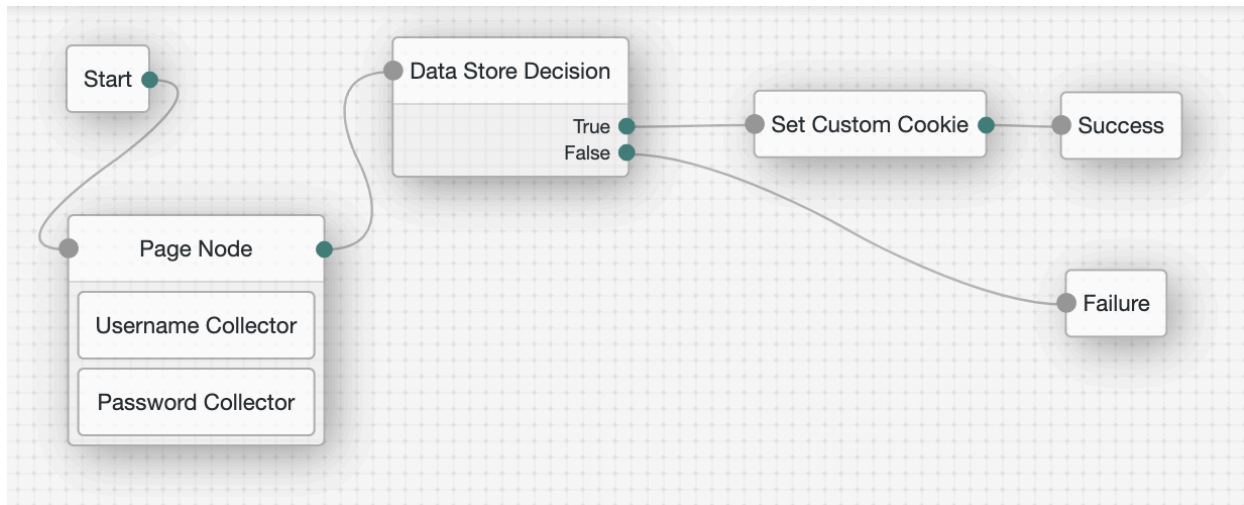 Start
Page Node
Username Collector
Password Collector
Data Store Decision
True
False
Set Custom Cookie
Success
Failure